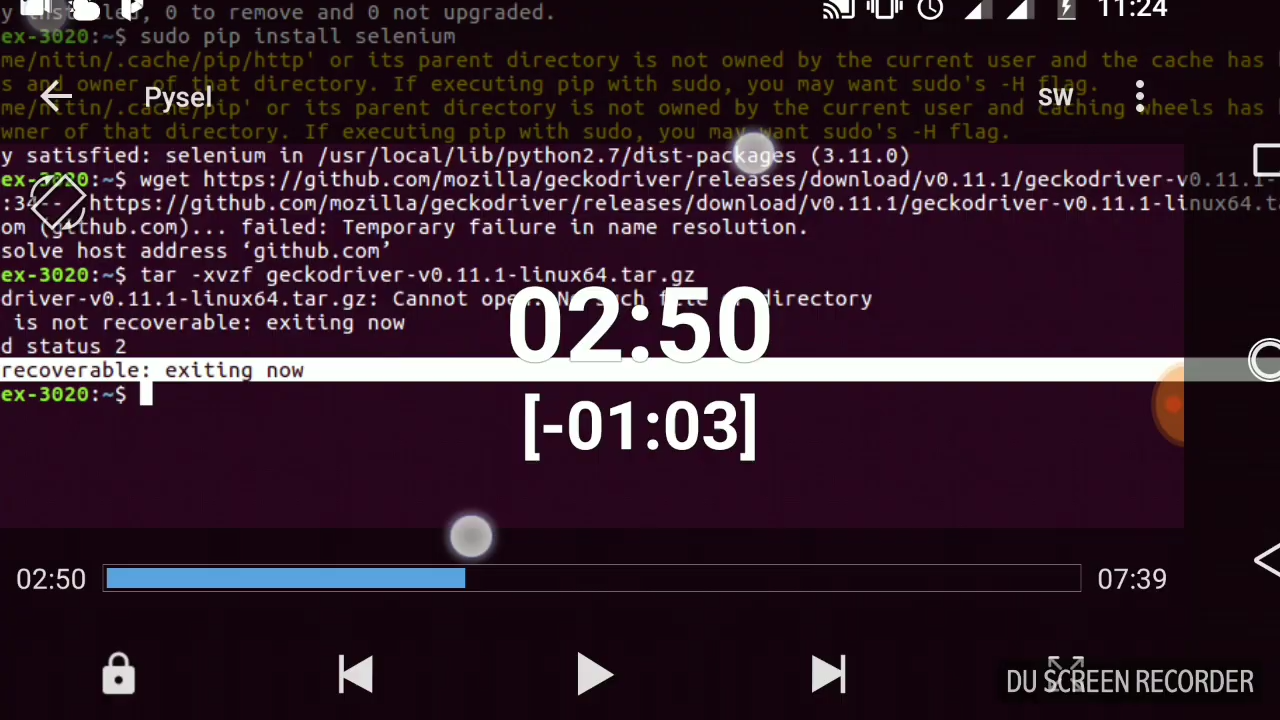 y installed, 0 to remove and 0 not upgraded.
11:24
ex-3020:~$ sudo pip install selenium
me/nitin/.cache/pip/http' or its parent directory is not owned by the current user and the cache has
s and owner of that directory. If executing pip with sudo, you may want sudo's -H flag.
Pysel
SW
me/nitin/.cache/pip' or its parent directory is not owned by the current user and caching wheels has
wner of that directory. If executing pip with sudo, you may want sudo's -H flag.
y satisfied: selenium in /usr/local/lib/python2.7/dist-packages (3.11.0)
ex-3020:~$ wget https://github.com/mozilla/geckodriver/releases/download/v0.11.1/geckodriver-v0.11.1-
:34-- https://github.com/mozilla/geckodriver/releases/download/v0.11.1/geckodriver-v0.11.1-linux64.ta
om (github.com)... failed: Temporary failure in name resolution.
solve host address ‘github.com’
ex-3020:~$ tar -xvzf geckodriver-v0.11.1-linux64.tar.gz
driver-v0.11.1-linux64.tar.gz: Cannot open: No such file or directory
is not recoverable: exiting now
02:50
d status 2
recoverable: exiting now
ex-3020:~$
[-01:03]
02:50
07:39
DU SCREEN RECORDER